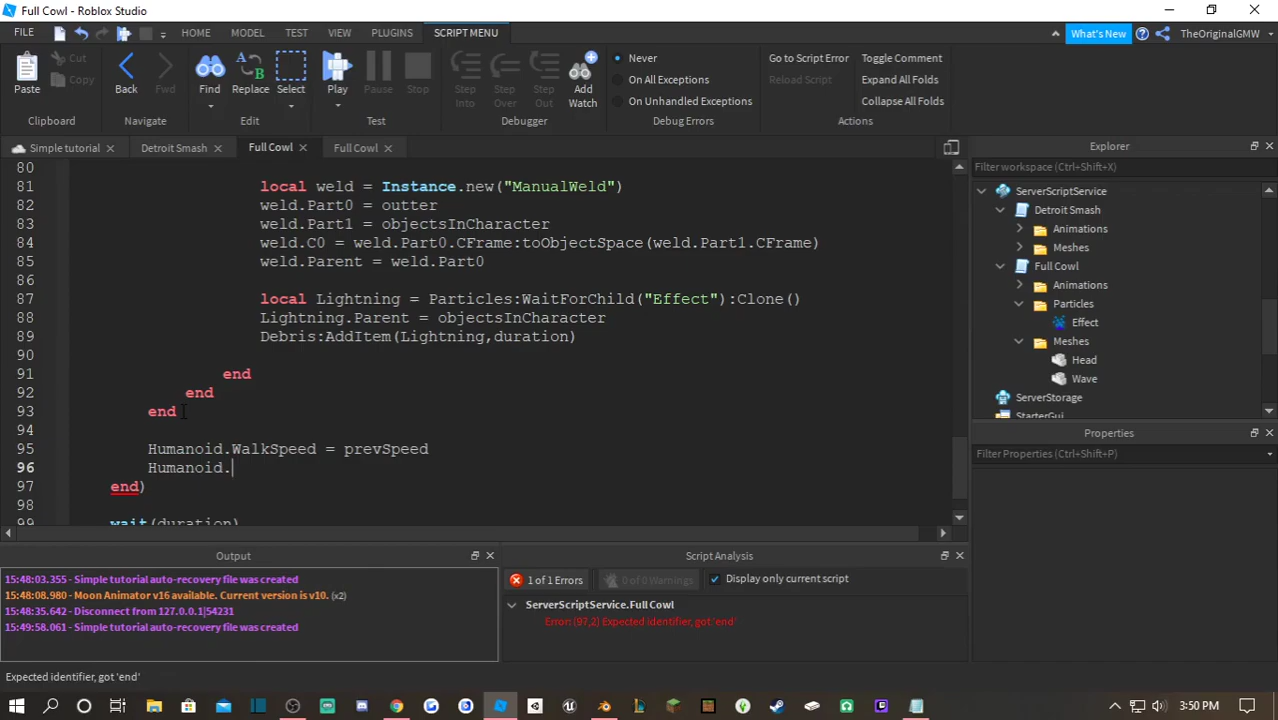 Full Cowl - Roblox Studio
FILE HOME MODEL TEST VIEW PLUGINS SCRIPT MENU What's New TheOriginalGMW
Paste Cut Copy Clipboard
Back Fwd Navigate
Find Replace Select Edit
Play Pause Stop Test
Step Into Step Over Step Out Add Watch Debugger
Never
On All Exceptions
On Unhandled Exceptions
Debug Errors
Go to Script Error Toggle Comment
Reload Script Expand All Folds
Collapse All Folds
Actions
Simple tutorial Detroit Smash Full Cowl Full Cowl
80
81 local weld = Instance.new("ManualWeld")
82 weld.Part0 = outter
83 weld.Part1 = objectsInCharacter
84 weld.C0 = weld.Part0.CFrame:toObjectSpace(weld.Part1.CFrame)
85 weld.Parent = weld.Part0
86
87 local Lightning = Particles:WaitForChild("Effect"):Clone()
88 Lightning.Parent = objectsInCharacter
89 Debris:AddItem(Lightning,duration)
90
91 end
92 end
93 end
94
95 Humanoid.WalkSpeed = prevSpeed
96 Humanoid.
97 end)
98
99 wait(duration)
Explorer
Filter workspace (Ctrl+Shift+X)
ServerScriptService
Detroit Smash
Animations
Meshes
Full Cowl
Animations
Particles
Effect
Meshes
Head
Wave
ServerStorage
StarterGui
Properties
Filter Properties (Ctrl+Shift+P)
Output
15:48:03.355 - Simple tutorial auto-recovery file was created
15:48:08.980 - Moon Animator v16 available. Current version is v10. (x2)
15:48:35.642 - Disconnect from 127.0.0.1|54231
15:49:58.061 - Simple tutorial auto-recovery file was created
Script Analysis
1 of 1 Errors 0 of 0 Warnings Display only current script
ServerScriptService.Full Cowl
Error: (97,2) Expected identifier, got 'end'
Expected identifier, got 'end'
3:50 PM